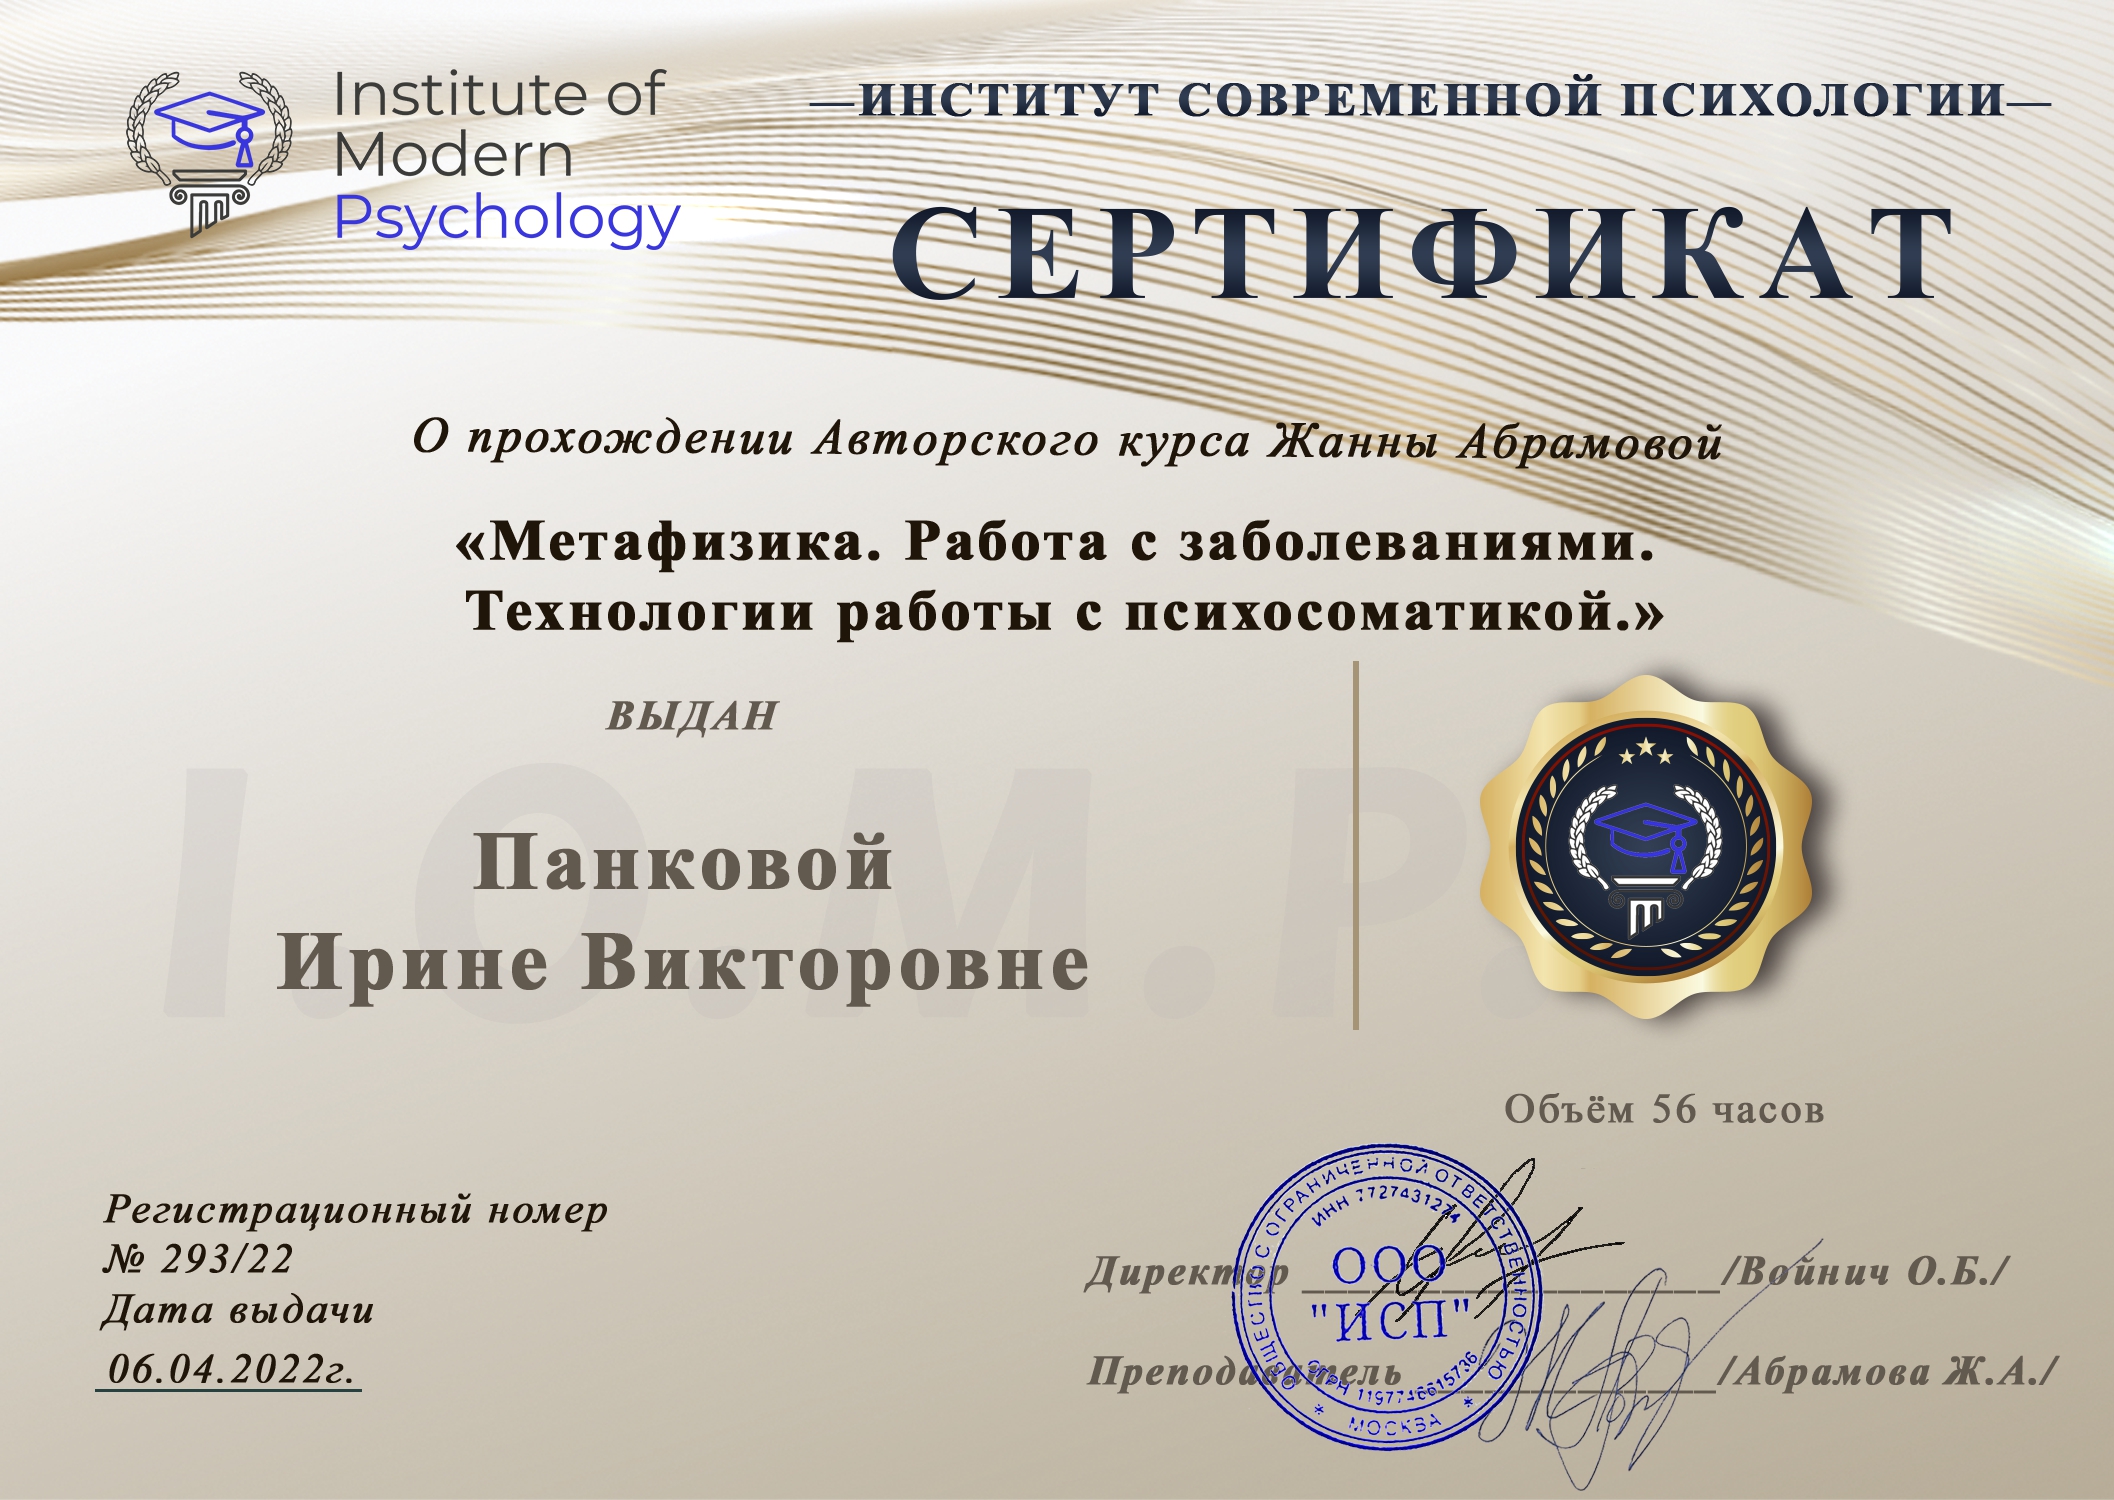 Institute of
Modern
Psychology
—ИНСТИТУТ СОВРЕМЕННОЙ ПСИХОЛОГИИ—
СЕРТИФИКАТ
О прохождении Авторского курса Жанны Абрамовой
«Метафизика. Работа с заболеваниями.
Технологии работы с психосоматикой.»
ВЫДАН
I.O.M.P.
Панковой
Ирине Викторовне
Объём 56 часов
Регистрационный номер
№ 293/22
Дата выдачи
06.04.2022г.
Директор /Войнич О.Б./
Преподаватель /Абрамова Ж.А./
ОБЩЕСТВО С ОГРАНИЧЕННОЙ ОТВЕТСТВЕННОСТЬЮ
ИНН 7727431274
ООО
"ИСП"
ОГРН 1197746615736
* МОСКВА *